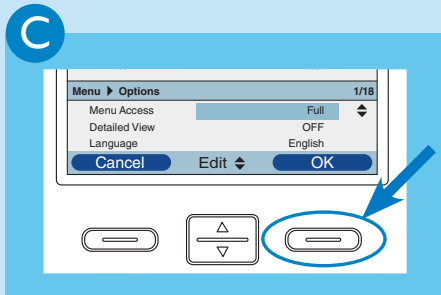 C
Menu Options 1/18
Menu Access Full
Detailed View OFF
Language English
Cancel Edit OK